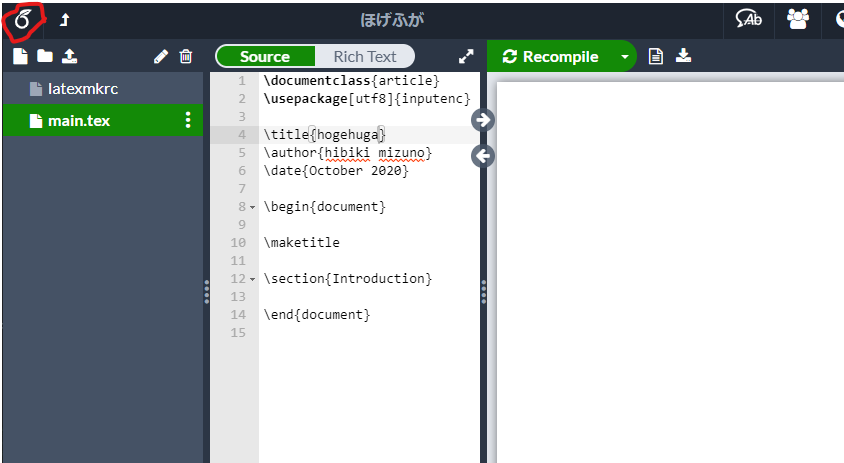 ほげふが
Ab
Source
Rich Text
Recompile
latexmkrc
main.tex
1 \documentclass{article}
2 \usepackage[utf8]{inputenc}
3
4 \title{hogehuga}
5 \author{hibiki mizuno}
6 \date{October 2020}
7
8 \begin{document}
9
10 \maketitle
11
12 \section{Introduction}
13
14 \end{document}
15